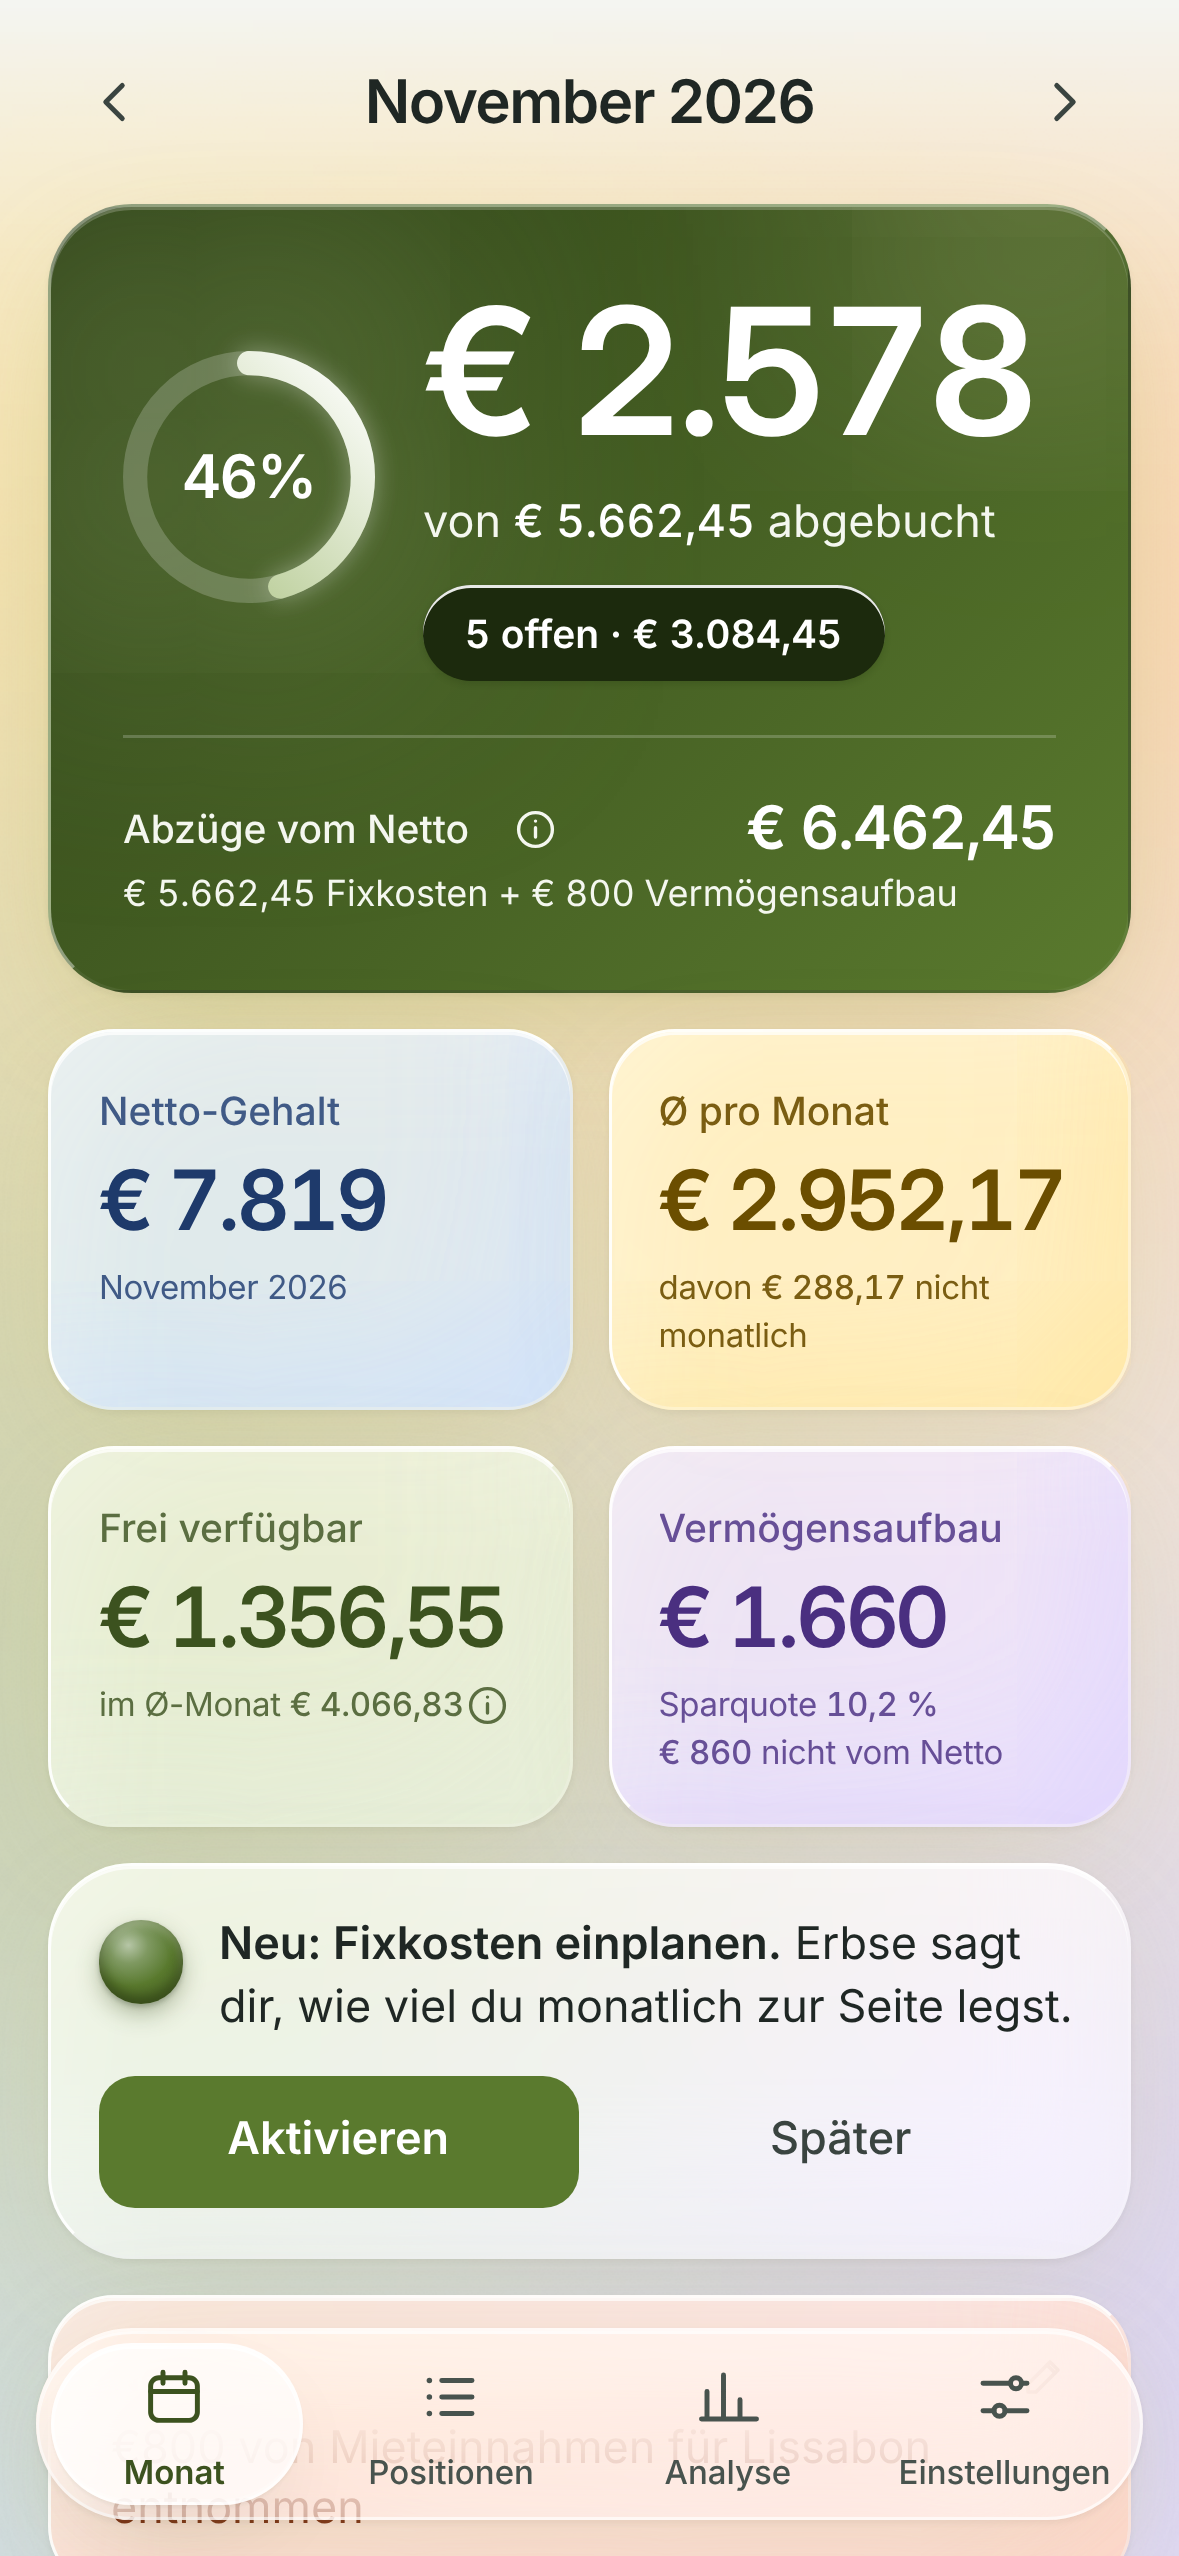 November 2026
46%
€ 2.578
von € 5.662,45 abgebucht
5 offen · € 3.084,45
Abzüge vom Netto
€ 6.462,45
€ 5.662,45 Fixkosten + € 800 Vermögensaufbau
Netto-Gehalt
€ 7.819
November 2026
Ø pro Monat
€ 2.952,17
davon € 288,17 nicht
monatlich
Frei verfügbar
€ 1.356,55
im Ø-Monat € 4.066,83
Vermögensaufbau
€ 1.660
Sparquote 10,2 %
€ 860 nicht vom Netto
Neu: Fixkosten einplanen. Erbse sagt
dir, wie viel du monatlich zur Seite legst.
Aktivieren
Später
€800 von Mieteinnahmen für Lissabon
entnommen
Monat
Positionen
Analyse
Einstellungen